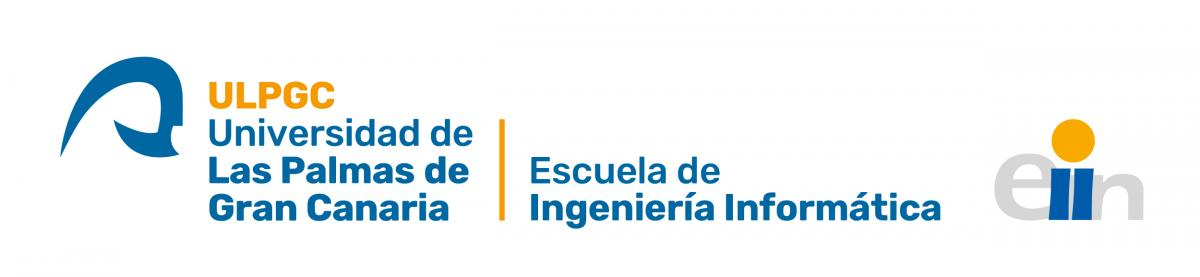 ULPGC
Universidad de
Las Palmas de
Gran Canaria
Escuela de
Ingeniería Informática
eiin